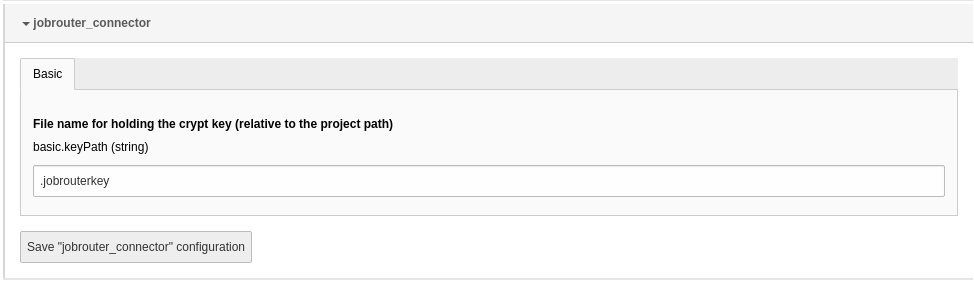 jobrouter_connector
Basic
File name for holding the crypt key (relative to the project path)
basic.keyPath (string)
.jobrouterkey
Save "jobrouter_connector" configuration